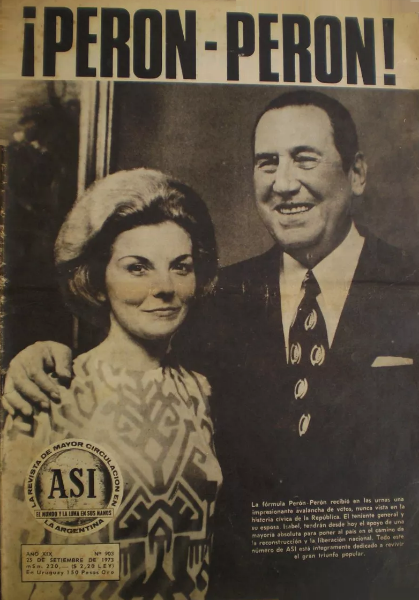 ¡PERON-PERON!
LA REVISTA DE MAYOR CIRCULACION EN
ASI
EL MUNDO Y LA LUNA EN SUS MANOS
LA ARGENTINA
AÑO XIX Nº 902
25 DE SETIEMBRE DE 1973
m$n. 220.— ($ 2,20 LEY)
En Uruguay 150 Pesos Oro
La fórmula Perón Perón recibió en las urnas una
impresionante avalancha de votos, nunca vista en la
historia cívica de la República. El teniente general y
su esposa Isabel, tendrán desde hoy el apoyo de una
mayoría absoluta para poner el país en el camino de
la reconstrucción y la liberación nacional. Todo este
número de ASI está íntegramente dedicado a revivir
el gran triunfo popular.